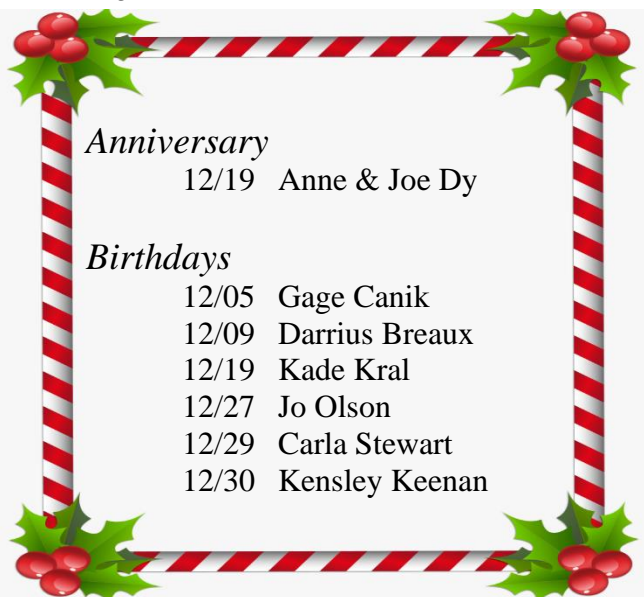 Anniversary
12/19 Anne & Joe Dy
Birthdays
12/05 Gage Canik
12/09 Darrius Breaux
12/19 Kade Kral
12/27 Jo Olson
12/29 Carla Stewart
12/30 Kensley Keenan